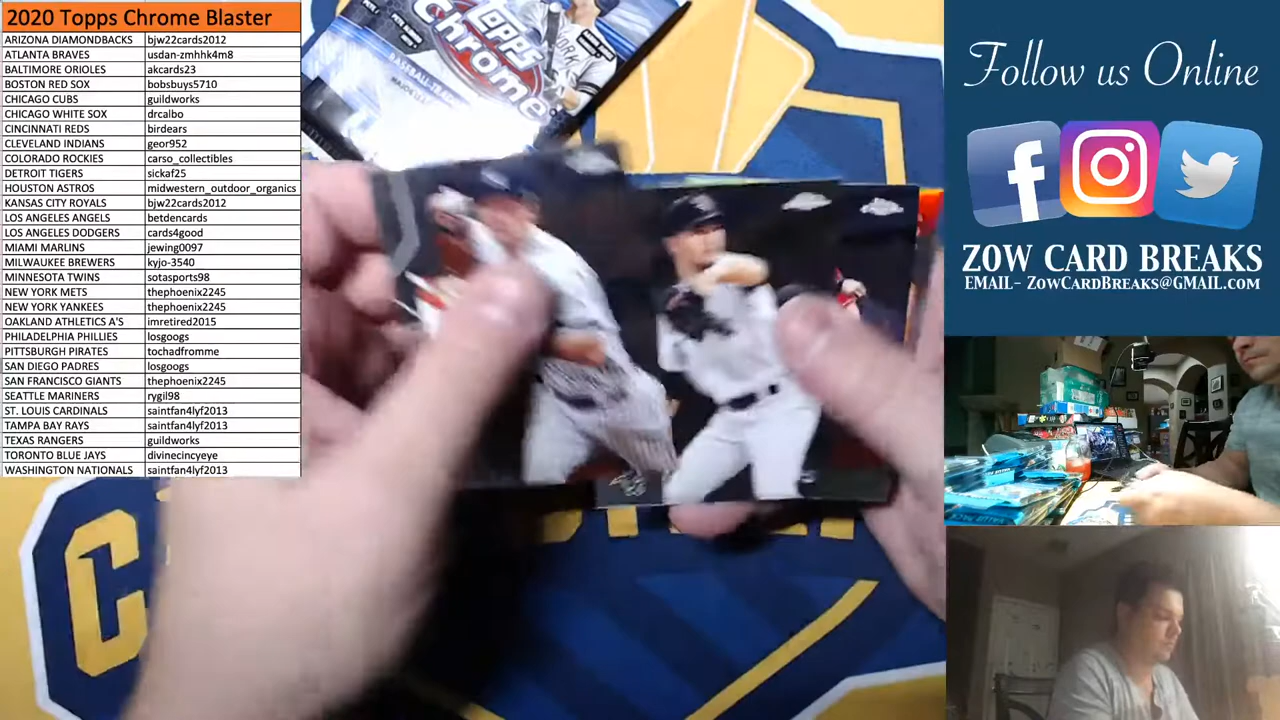 2020 Topps Chrome Blaster
ARIZONA DIAMONDBACKS bjw22cards2012
ATLANTA BRAVES usdan-zmhhk4m8
BALTIMORE ORIOLES akcards23
BOSTON RED SOX bobsbuys5710
CHICAGO CUBS guildworks
CHICAGO WHITE SOX drcalbo
CINCINNATI REDS birdears
CLEVELAND INDIANS geor952
COLORADO ROCKIES carso_collectibles
DETROIT TIGERS sickaf25
HOUSTON ASTROS midwestern_outdoor_organics
KANSAS CITY ROYALS bjw22cards2012
LOS ANGELES ANGELS betdencards
LOS ANGELES DODGERS cards4good
MIAMI MARLINS jewing0097
MILWAUKEE BREWERS kyjo-3540
MINNESOTA TWINS sotasports98
NEW YORK METS thephoenix2245
NEW YORK YANKEES thephoenix2245
OAKLAND ATHLETICS A'S imretired2015
PHILADELPHIA PHILLIES losgoogs
PITTSBURGH PIRATES tochadfromme
SAN DIEGO PADRES losgoogs
SAN FRANCISCO GIANTS thephoenix2245
SEATTLE MARINERS rygil98
ST. LOUIS CARDINALS saintfan4lyf2013
TAMPA BAY RAYS saintfan4lyf2013
TEXAS RANGERS guildworks
TORONTO BLUE JAYS divinecincyeye
WASHINGTON NATIONALS saintfan4lyf2013
Topps
Chrome
BASEBALL
C
Follow us Online
f
ZOW CARD BREAKS
EMAIL- ZOWCARDBREAKS@GMAIL.COM